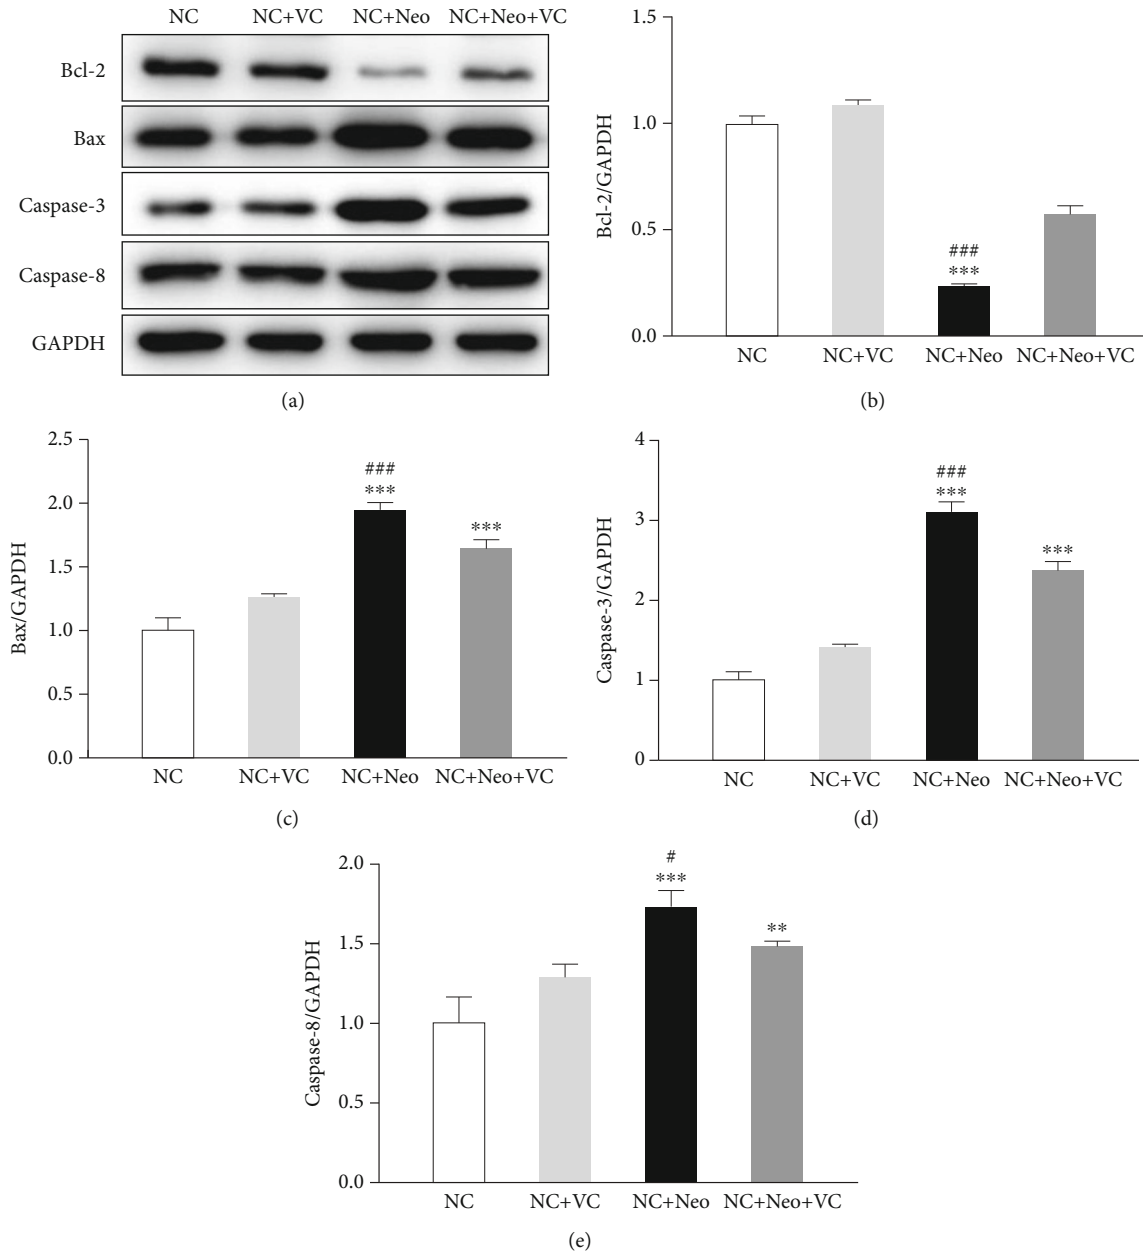 NC NC+VC NC+Neo NC+Neo+VC
Bcl-2
Bax
Caspase-3
Caspase-8
GAPDH
(a)
Bcl-2/GAPDH
1.5
1.0
0.5
0.0
###
***
NC NC+VC NC+Neo NC+Neo+VC
(b)
Bax/GAPDH
2.5
2.0
1.5
1.0
0.5
0.0
###
***
***
NC NC+VC NC+Neo NC+Neo+VC
(c)
Caspase-3/GAPDH
4
3
2
1
0
###
***
***
NC NC+VC NC+Neo NC+Neo+VC
(d)
Caspase-8/GAPDH
2.0
1.5
1.0
0.5
0.0
#
***
**
NC NC+VC NC+Neo NC+Neo+VC
(e)